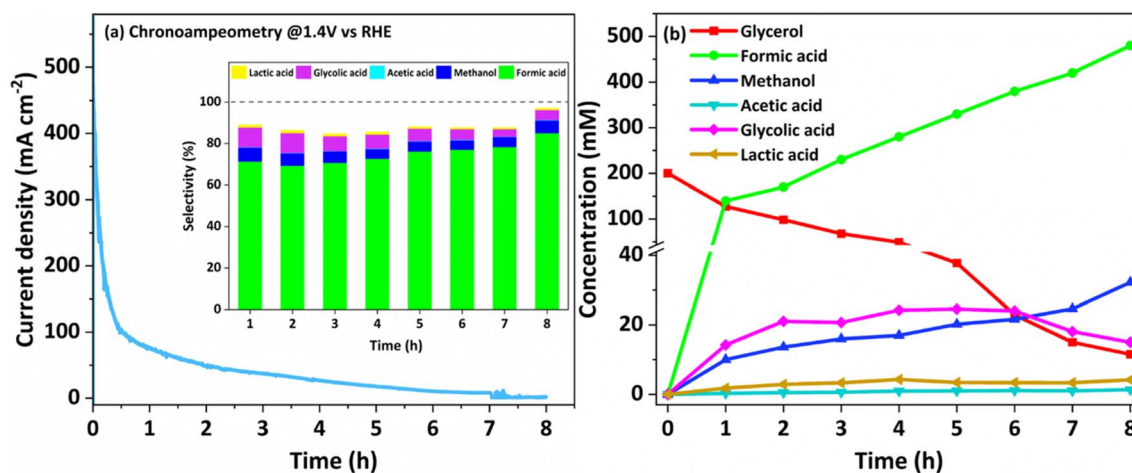 (a) Chronoampeometry @1.4V vs RHE
Current density (mA cm⁻²)
500
400
300
200
100
0
0 1 2 3 4 5 6 7 8
Time (h)
Lactic acid Glycolic acid Acetic acid Methanol Formic acid
Selectivity (%)
100
80
60
40
20
0
1 2 3 4 5 6 7 8
Time (h)
(b)
Glycerol
Formic acid
Methanol
Acetic acid
Glycolic acid
Lactic acid
Concentration (mM)
500
400
300
200
100
40
20
0
0 1 2 3 4 5 6 7 8
Time (h)